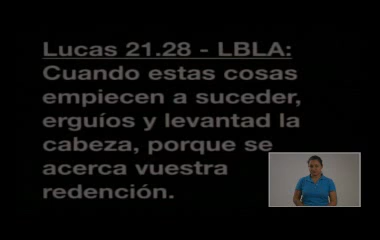 Lucas 21.28 - LBLA:
Cuando estas cosas
empiecen a suceder,
erguíos y levantad la
cabeza, porque se
acerca vuestra
redención.